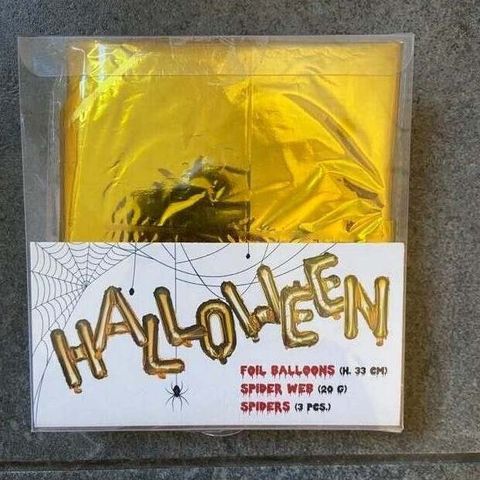 HALLOWEEN
FOIL BALLOONS (H. 33 CM)
SPIDER WEB (20 G)
SPIDERS (3 PCS.)